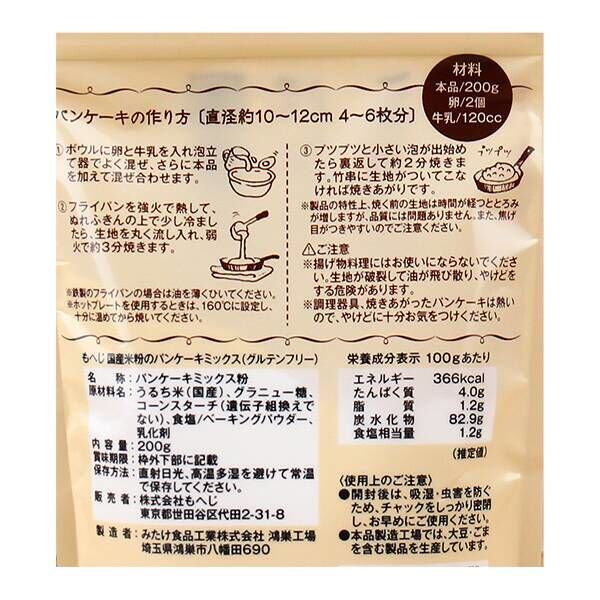 材料
本品/200g
卵/2個
牛乳/120cc
パンケーキの作り方〔直径約10〜12cm 4〜6枚分〕
①ボウルに卵と牛乳を入れ泡立
て器でよく混ぜ、さらに本品
を加えて混ぜ合わせます。
②フライパンを強火で熱して、
ぬれふきんの上で少し冷まし
たら、生地を丸く流し入れ、弱
火で約3分焼きます。
※鉄製のフライパンの場合は油を薄くひいてください。
※ホットプレートを使用するときは、160℃に設定し、
十分に温めてから焼いてください。
③プツプツと小さい泡が出始め
たら裏返して約2分焼きま
す。竹串に生地がついてこな
ければ焼きあがりです。
プツプツ
※製品の特性上、焼く前の生地は時間が経つととろみ
が増しますが、品質には問題ありません。また、焦げ
目がつきやすいのでご注意ください。
⚠ご注意
※揚げ物料理にはお使いにならないでください。
生地が破裂して油が飛び散り、やけどを
する危険があります。
※調理器具、焼きあがったパンケーキは熱い
ので、やけどに十分お気をつけください。
もへじ 国産米粉のパンケーキミックス(グルテンフリー)
名称:パンケーキミックス粉
原材料名:うるち米(国産)、グラニュー糖、
コーンスターチ(遺伝子組換えで
ない)、食塩/ベーキングパウダー、
乳化剤
内容量:200g
賞味期限:枠外下部に記載
保存方法:直射日光、高温多湿を避けて常温
で保存してください。
販売者:株式会社もへじ
東京都世田谷区代田2-31-8
製造者:みたけ食品工業株式会社 鴻巣工場
埼玉県鴻巣市八幡田690
栄養成分表示 100gあたり
エネルギー 366kcal
たんぱく質 4.0g
脂質 1.2g
炭水化物 82.9g
食塩相当量 1.2g
(推定値)
〈使用上のご注意〉
●開封後は、吸湿・虫害を防ぐ
ため、チャックをしっかり密閉
し、お早めにご使用ください。
●本品製造工場では、大豆・ごま
を含む製品を生産しています。